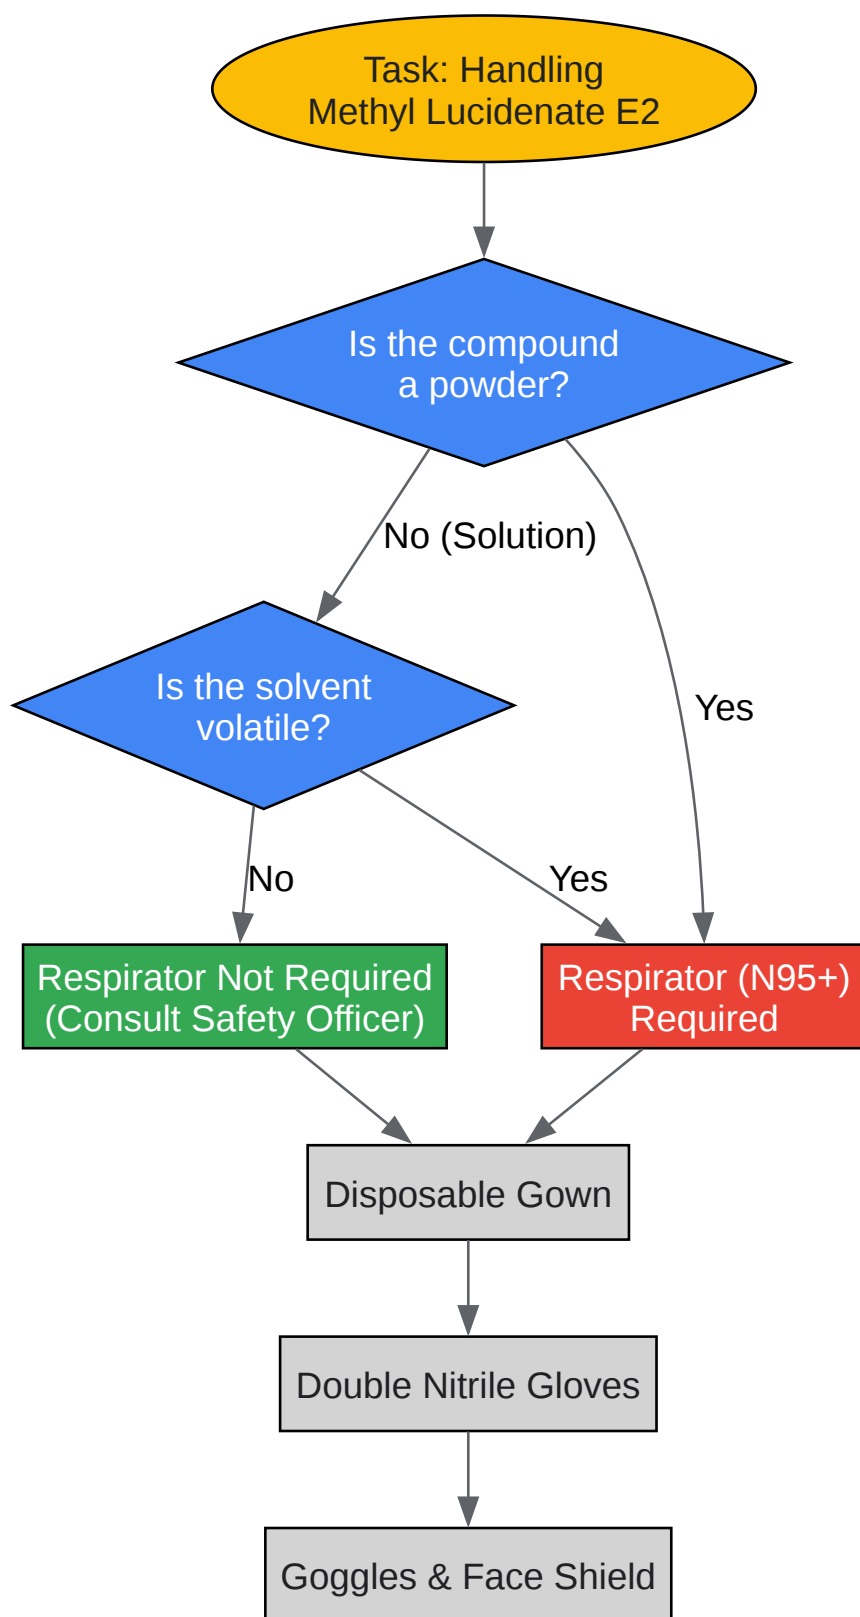 Task: Handling
Methyl Lucidenate E2
Is the compound
a powder?
No (Solution)
Is the solvent
volatile?
Yes
No
Yes
Respirator Not Required
(Consult Safety Officer)
Respirator (N95+)
Required
Disposable Gown
Double Nitrile Gloves
Goggles & Face Shield